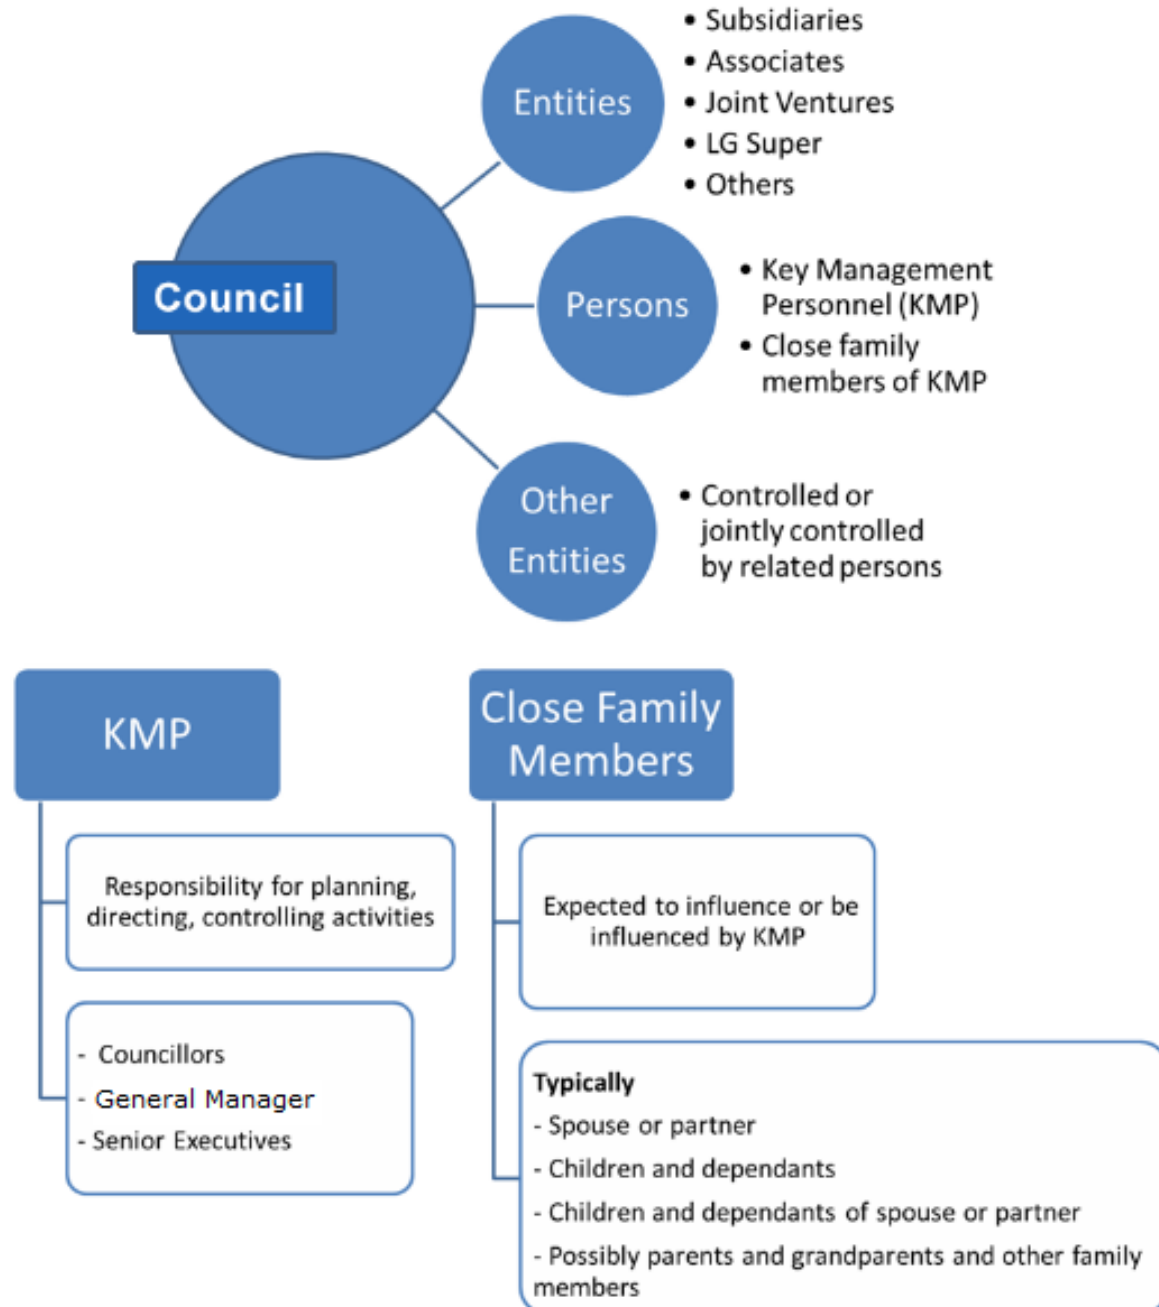 • Subsidiaries
• Associates
• Joint Ventures
• LG Super
• Others
Entities
Council
Persons
• Key Management
Personnel (KMP)
• Close family
members of KMP
Other
Entities
• Controlled or
jointly controlled
by related persons
KMP
Responsibility for planning,
directing, controlling activities
- Councillors
- General Manager
- Senior Executives
Close Family
Members
Expected to influence or be
influenced by KMP
Typically
- Spouse or partner
- Children and dependants
- Children and dependants of spouse or partner
- Possibly parents and grandparents and other family
members